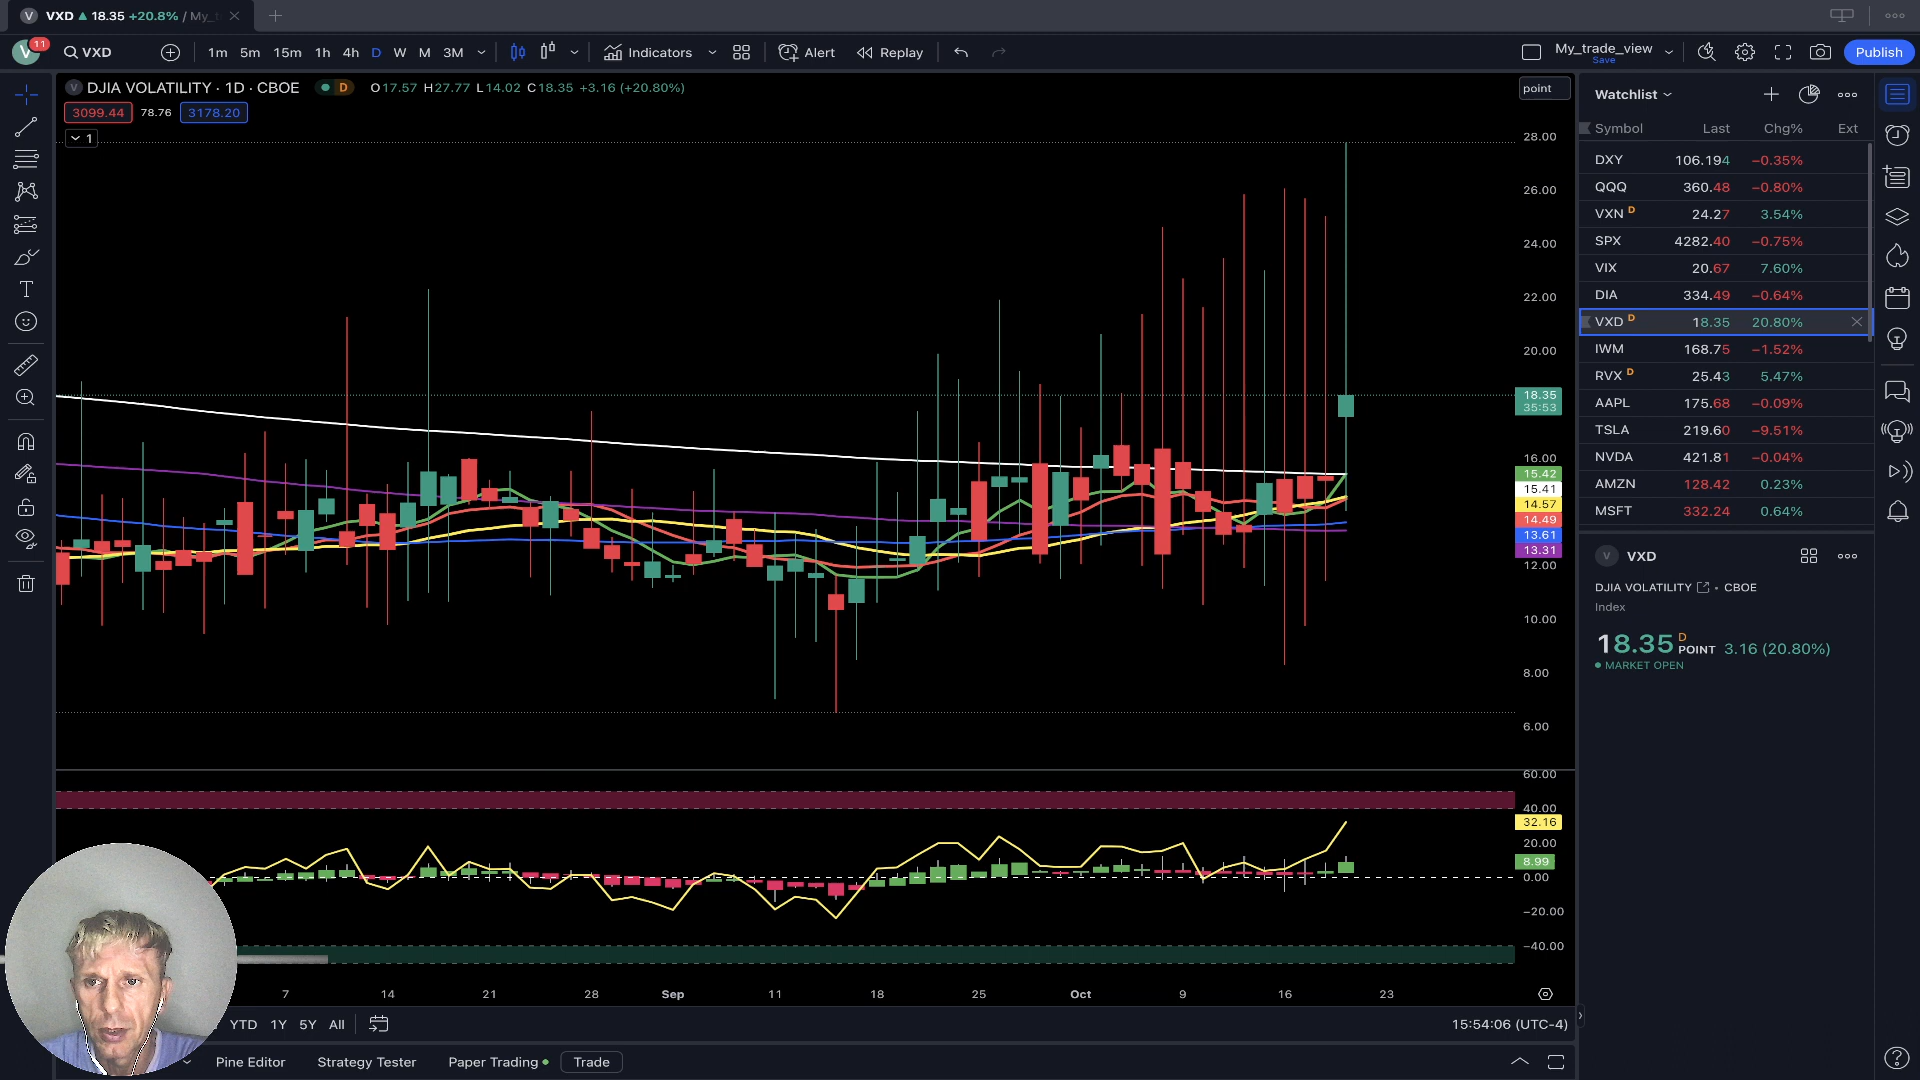 V VXD ▲ 18.35 +20.8% / My_t
V 11 VXD 1m 5m 15m 1h 4h D W M 3M Indicators Alert Replay My_trade_view Save Publish
V DJIA VOLATILITY · 1D · CBOE D O17.57 H27.77 L14.02 C18.35 +3.16 (+20.80%)
3099.44 78.76 3178.20
1
point
28.00
26.00
24.00
22.00
20.00
18.35
35:53
16.00
15.42
15.41
14.57
14.49
13.61
13.31
12.00
10.00
8.00
6.00
60.00
40.00
32.16
20.00
8.99
0.00
−20.00
−40.00
7 14 21 28 Sep 11 18 25 Oct 9 16 23
YTD 1Y 5Y All 15:54:06 (UTC-4)
Pine Editor Strategy Tester Paper Trading Trade
Watchlist
Symbol Last Chg% Ext
DXY 106.194 −0.35%
QQQ 360.48 −0.80%
VXN D 24.27 3.54%
SPX 4282.40 −0.75%
VIX 20.67 7.60%
DIA 334.49 −0.64%
VXD D 18.35 20.80%
IWM 168.75 −1.52%
RVX D 25.43 5.47%
AAPL 175.68 −0.09%
TSLA 219.60 −9.51%
NVDA 421.81 −0.04%
AMZN 128.42 0.23%
MSFT 332.24 0.64%
V VXD
DJIA VOLATILITY • CBOE
Index
18.35 D POINT 3.16 (20.80%)
MARKET OPEN